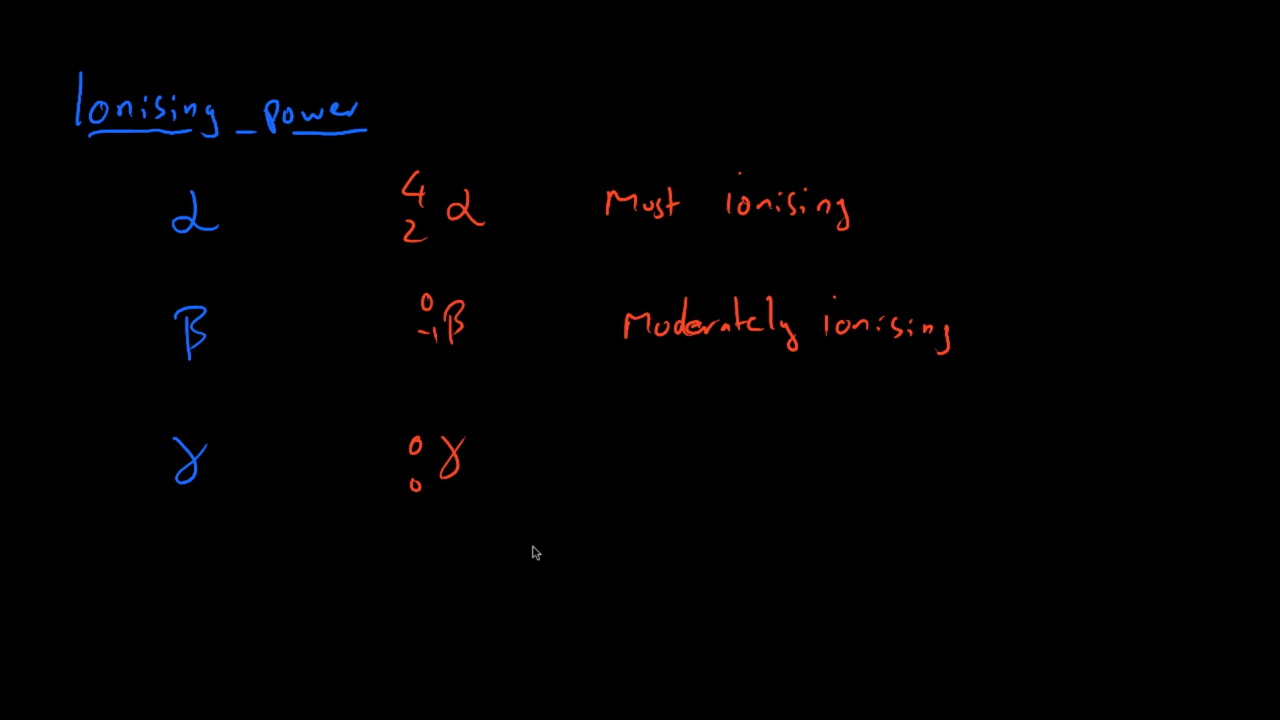 Ionising power
α ⁴₂α Most ionising
β ⁰₋₁β Moderately ionising
γ ⁰₀γ